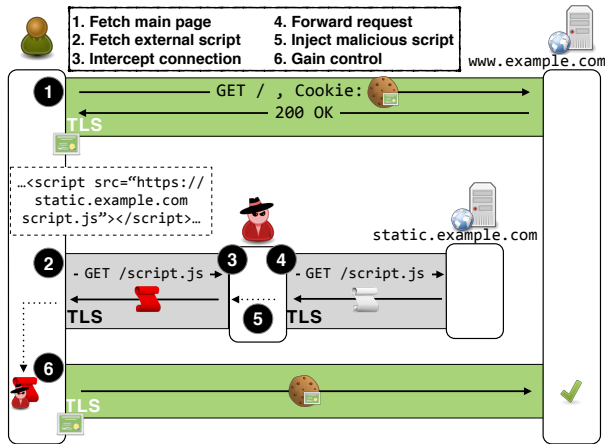 1. Fetch main page
2. Fetch external script
3. Intercept connection
4. Forward request
5. Inject malicious script
6. Gain control
www.example.com
1
GET / , Cookie:
200 OK
TLS
…<script src=“https://
static.example.com
script.js”></script>…
static.example.com
2
- GET /script.js
3
4
- GET /script.js
5
TLS
TLS
6
TLS